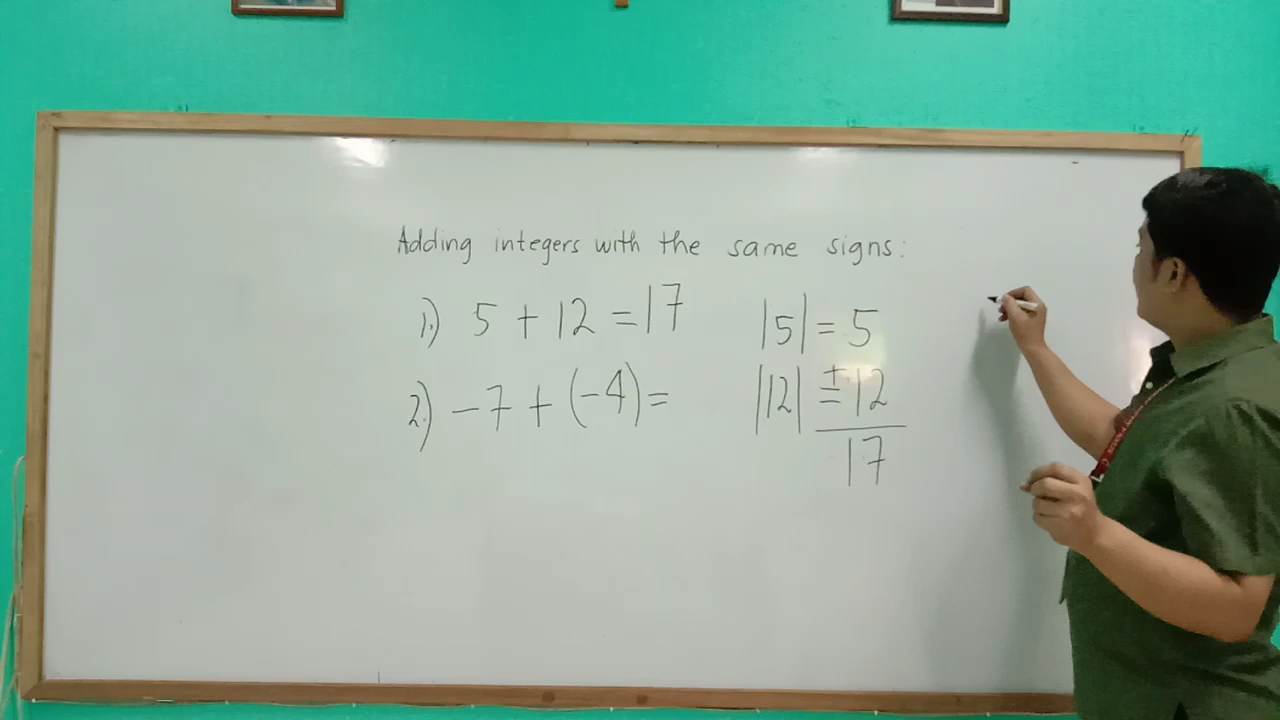 Adding integers with the same signs:
1.) 5 + 12 = 17
2.) -7 + (-4) =
|5| = 5
|12| = + 12
17